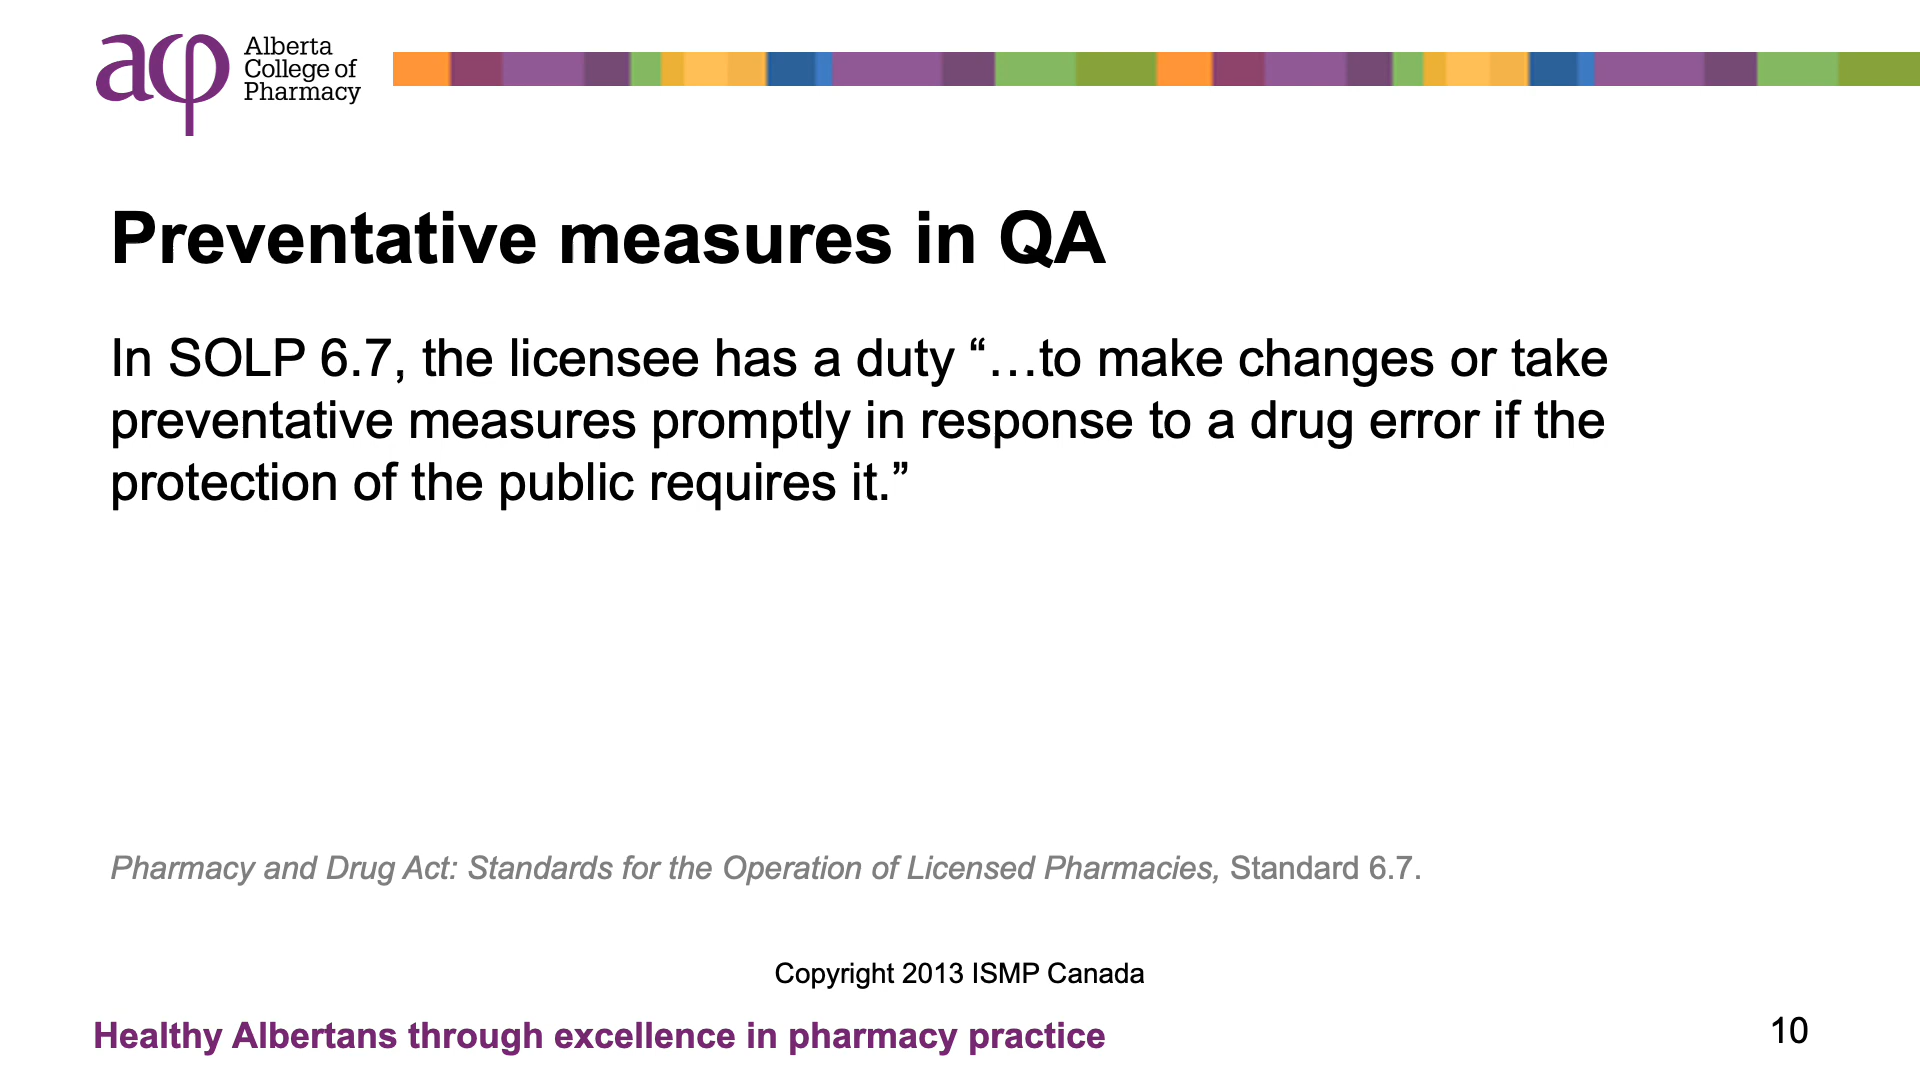 aφ
Alberta
College of
Pharmacy
Preventative measures in QA
In SOLP 6.7, the licensee has a duty “…to make changes or take
preventative measures promptly in response to a drug error if the
protection of the public requires it.”
Pharmacy and Drug Act: Standards for the Operation of Licensed Pharmacies, Standard 6.7.
Copyright 2013 ISMP Canada
Healthy Albertans through excellence in pharmacy practice
10